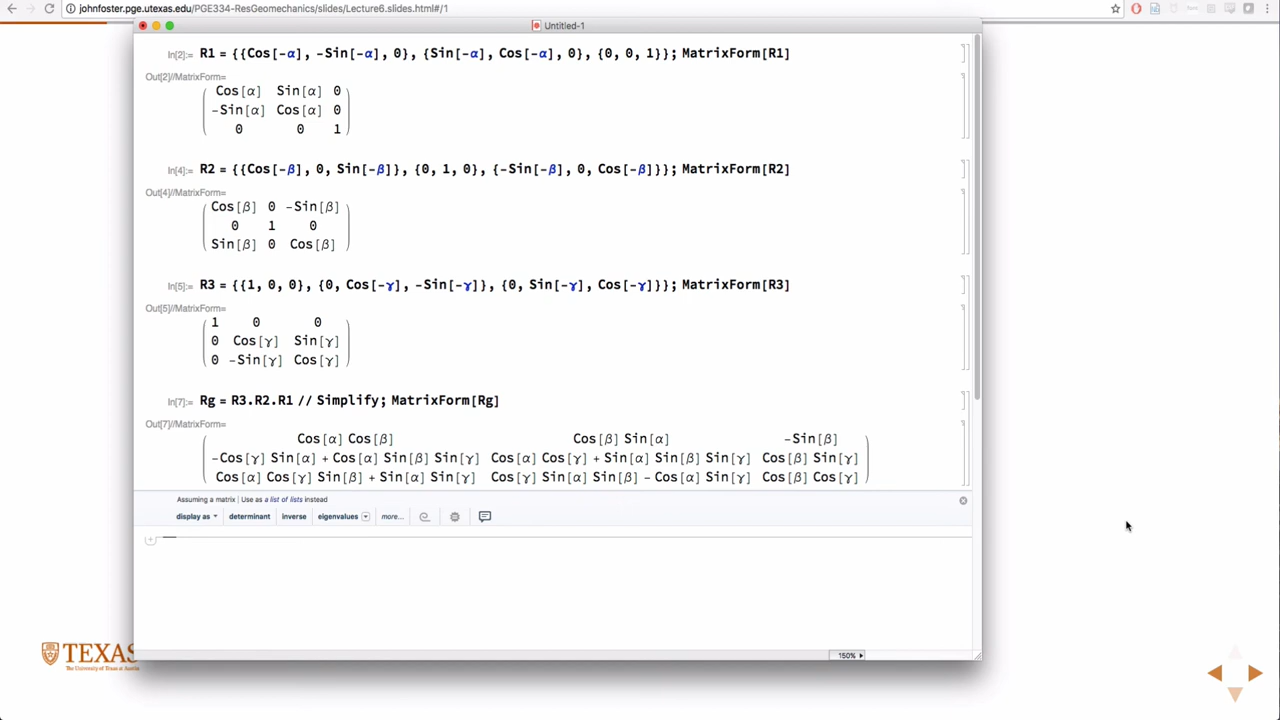 johnfoster.pge.utexas.edu/PGE334-ResGeomechanics/slides/Lecture6.slides.html#/1
Untitled-1
In[2]:= R1 = {{Cos[-α], -Sin[-α], 0}, {Sin[-α], Cos[-α], 0}, {0, 0, 1}}; MatrixForm[R1]
Out[2]//MatrixForm=
Cos[α] Sin[α] 0
-Sin[α] Cos[α] 0
0 0 1
In[4]:= R2 = {{Cos[-β], 0, Sin[-β]}, {0, 1, 0}, {-Sin[-β], 0, Cos[-β]}}; MatrixForm[R2]
Out[4]//MatrixForm=
Cos[β] 0 -Sin[β]
0 1 0
Sin[β] 0 Cos[β]
In[5]:= R3 = {{1, 0, 0}, {0, Cos[-γ], -Sin[-γ]}, {0, Sin[-γ], Cos[-γ]}}; MatrixForm[R3]
Out[5]//MatrixForm=
1 0 0
0 Cos[γ] Sin[γ]
0 -Sin[γ] Cos[γ]
In[7]:= Rg = R3.R2.R1 // Simplify; MatrixForm[Rg]
Out[7]//MatrixForm=
Cos[α] Cos[β] Cos[β] Sin[α] -Sin[β]
-Cos[γ] Sin[α] + Cos[α] Sin[β] Sin[γ] Cos[α] Cos[γ] + Sin[α] Sin[β] Sin[γ] Cos[β] Sin[γ]
Cos[α] Cos[γ] Sin[β] + Sin[α] Sin[γ] Cos[γ] Sin[α] Sin[β] - Cos[α] Sin[γ] Cos[β] Cos[γ]
Assuming a matrix | Use as a list of lists instead
display as determinant inverse eigenvalues more...
150%
TEXAS
The University of Texas at Austin